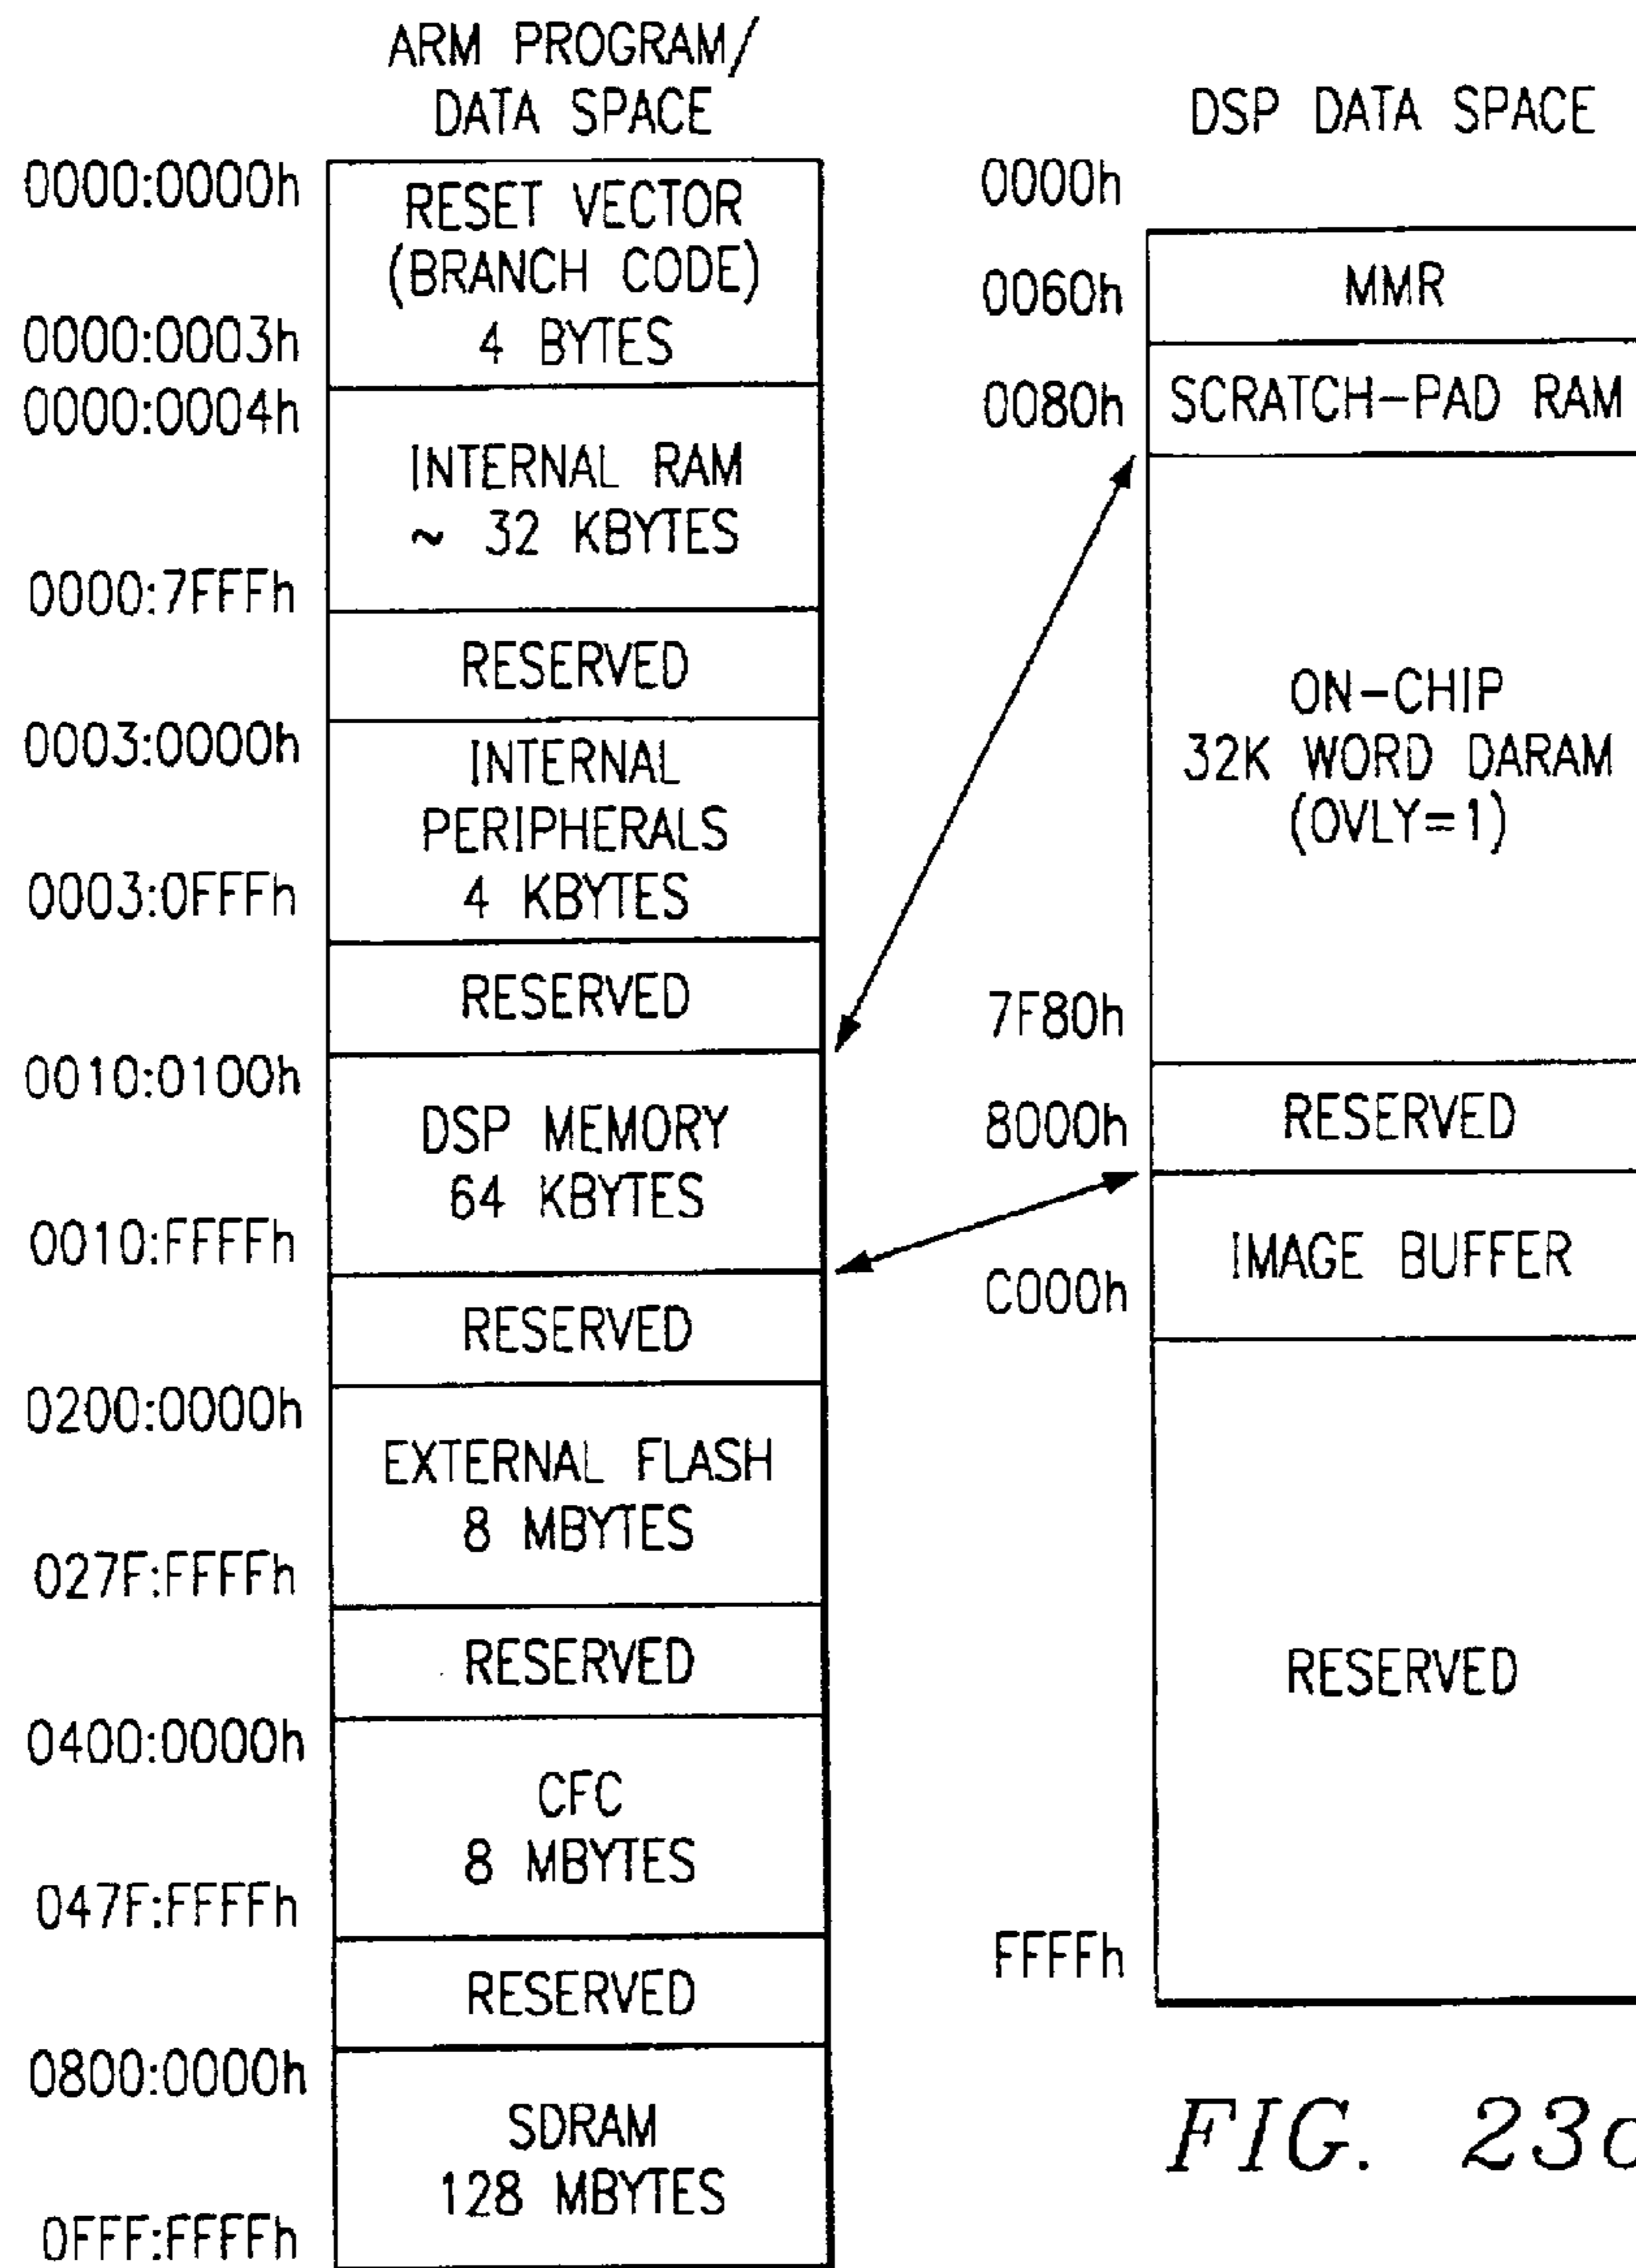 ARM PROGRAM/
DATA SPACE
0000:0000h
RESET VECTOR
(BRANCH CODE)
0000:0003h
4 BYTES
0000:0004h
INTERNAL RAM
~ 32 KBYTES
0000:7FFFh
RESERVED
0003:0000h
INTERNAL
PERIPHERALS
0003:0FFFh
4 KBYTES
RESERVED
0010:0100h
DSP MEMORY
64 KBYTES
0010:FFFFh
RESERVED
0200:0000h
EXTERNAL FLASH
8 MBYTES
027F:FFFFh
RESERVED
0400:0000h
CFC
8 MBYTES
047F:FFFFh
RESERVED
0800:0000h
SDRAM
128 MBYTES
0FFF:FFFFh
DSP DATA SPACE
0000h
0060h
MMR
0080h
SCRATCH-PAD RAM
ON-CHIP
32K WORD DARAM
(OVLY=1)
7F80h
RESERVED
8000h
IMAGE BUFFER
C000h
RESERVED
FFFFh
FIG.